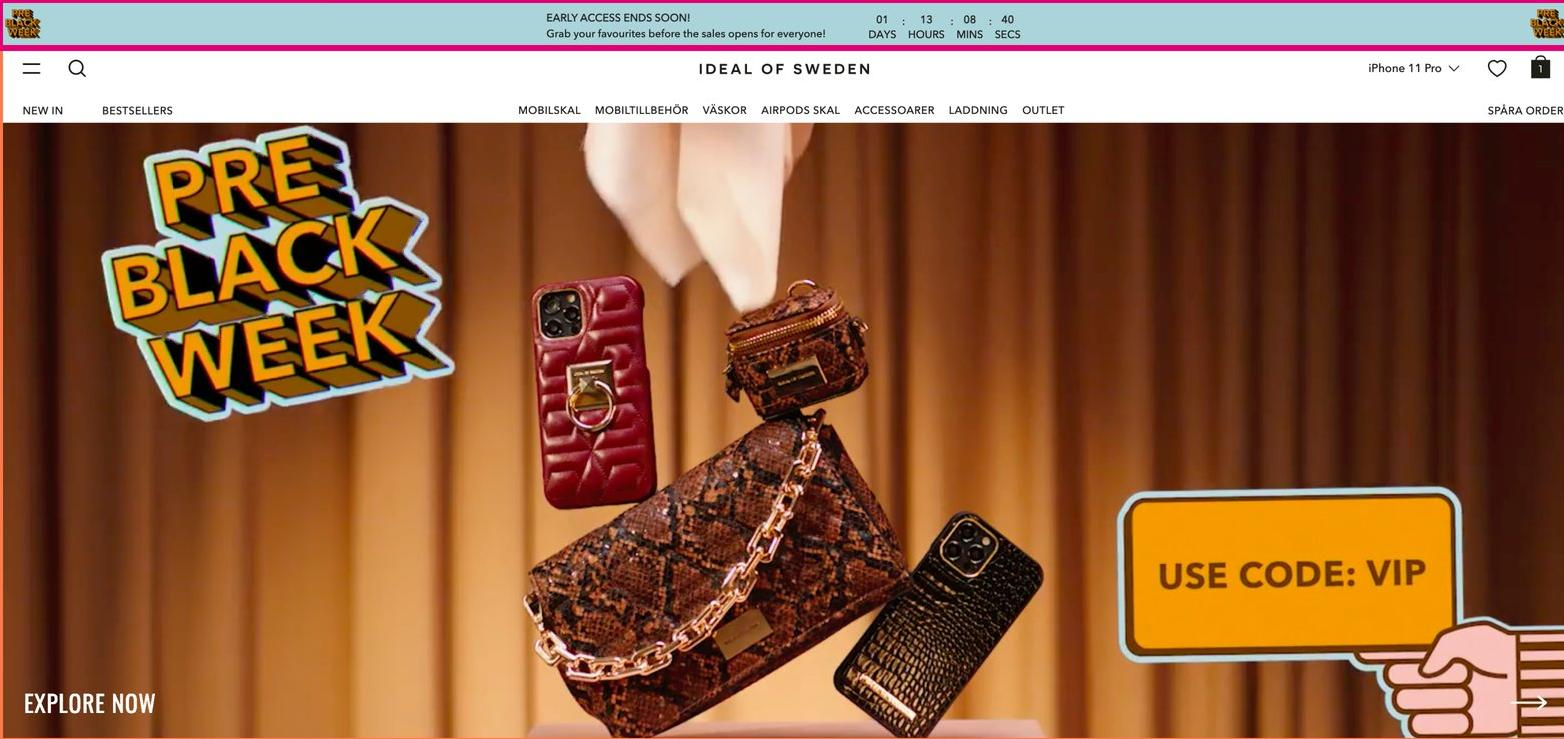 PRE
BLACK
WEEK
EARLY ACCESS ENDS SOON!
Grab your favourites before the sales opens for everyone!
01 : 13 : 08 : 40
DAYS HOURS MINS SECS
PRE
BLACK
WEEK
IDEAL OF SWEDEN
iPhone 11 Pro
1
NEW IN
BESTSELLERS
MOBILSKAL
MOBILTILLBEHÖR
VÄSKOR
AIRPODS SKAL
ACCESSOARER
LADDNING
OUTLET
SPÅRA ORDER
PRE
BLACK
WEEK
USE CODE: VIP
EXPLORE NOW